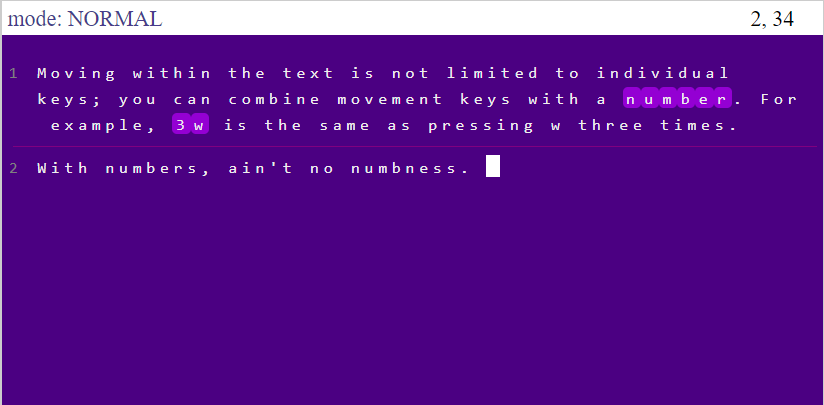 mode: NORMAL 2, 34
1 Moving within the text is not limited to individual
keys; you can combine movement keys with a number. For
example, 3w is the same as pressing w three times.
2 With numbers, ain't no numbness.